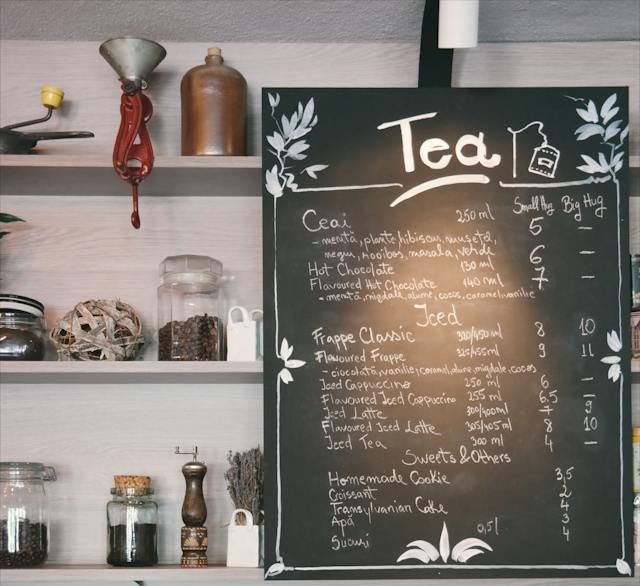 Tea
Small Hug Big Hug
Ceai 250 ml 5 —
- mentă, plante, hibiscus, mușețel,
negru, rooibos, masala, verde 6 —
Hot Chocolate 130 ml
Flavoured Hot Chocolate 140 ml 7 —
- mentă, migdale, alune, cocos, caramel, vanilie
Iced
Frappe Classic 320/450 ml 8 10
Flavoured Frappe 325/455 ml 9 11
- ciocolată, vanilie, caramel, alune, migdale, cocos
Iced Cappuccino 250 ml 6 —
Flavoured Iced Cappuccino 255 ml 6.5 —
Iced Latte 300/400 ml 7 9
Flavoured Iced Latte 305/405 ml 8 10
Iced Tea 300 ml 4 —
Sweets & Others
Homemade Cookie 3,5
Croissant 2
Transylvanian Cake 4
Apă 3
Sucuri 0,5l 4